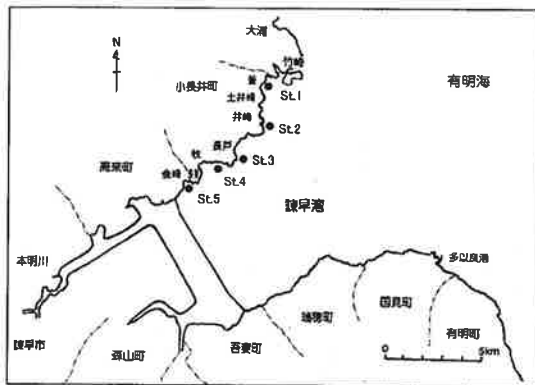 大浦
竹崎
N
有明海
小長井町
釜
土井崎
St.1
井崎
St.2
長戸
St.3
牧
St.4
高来町
金崎
St.5
諫早湾
本明川
多以良港
瑞穂町
国見町
有明町
諫早市
森山町
吾妻町
0
5km